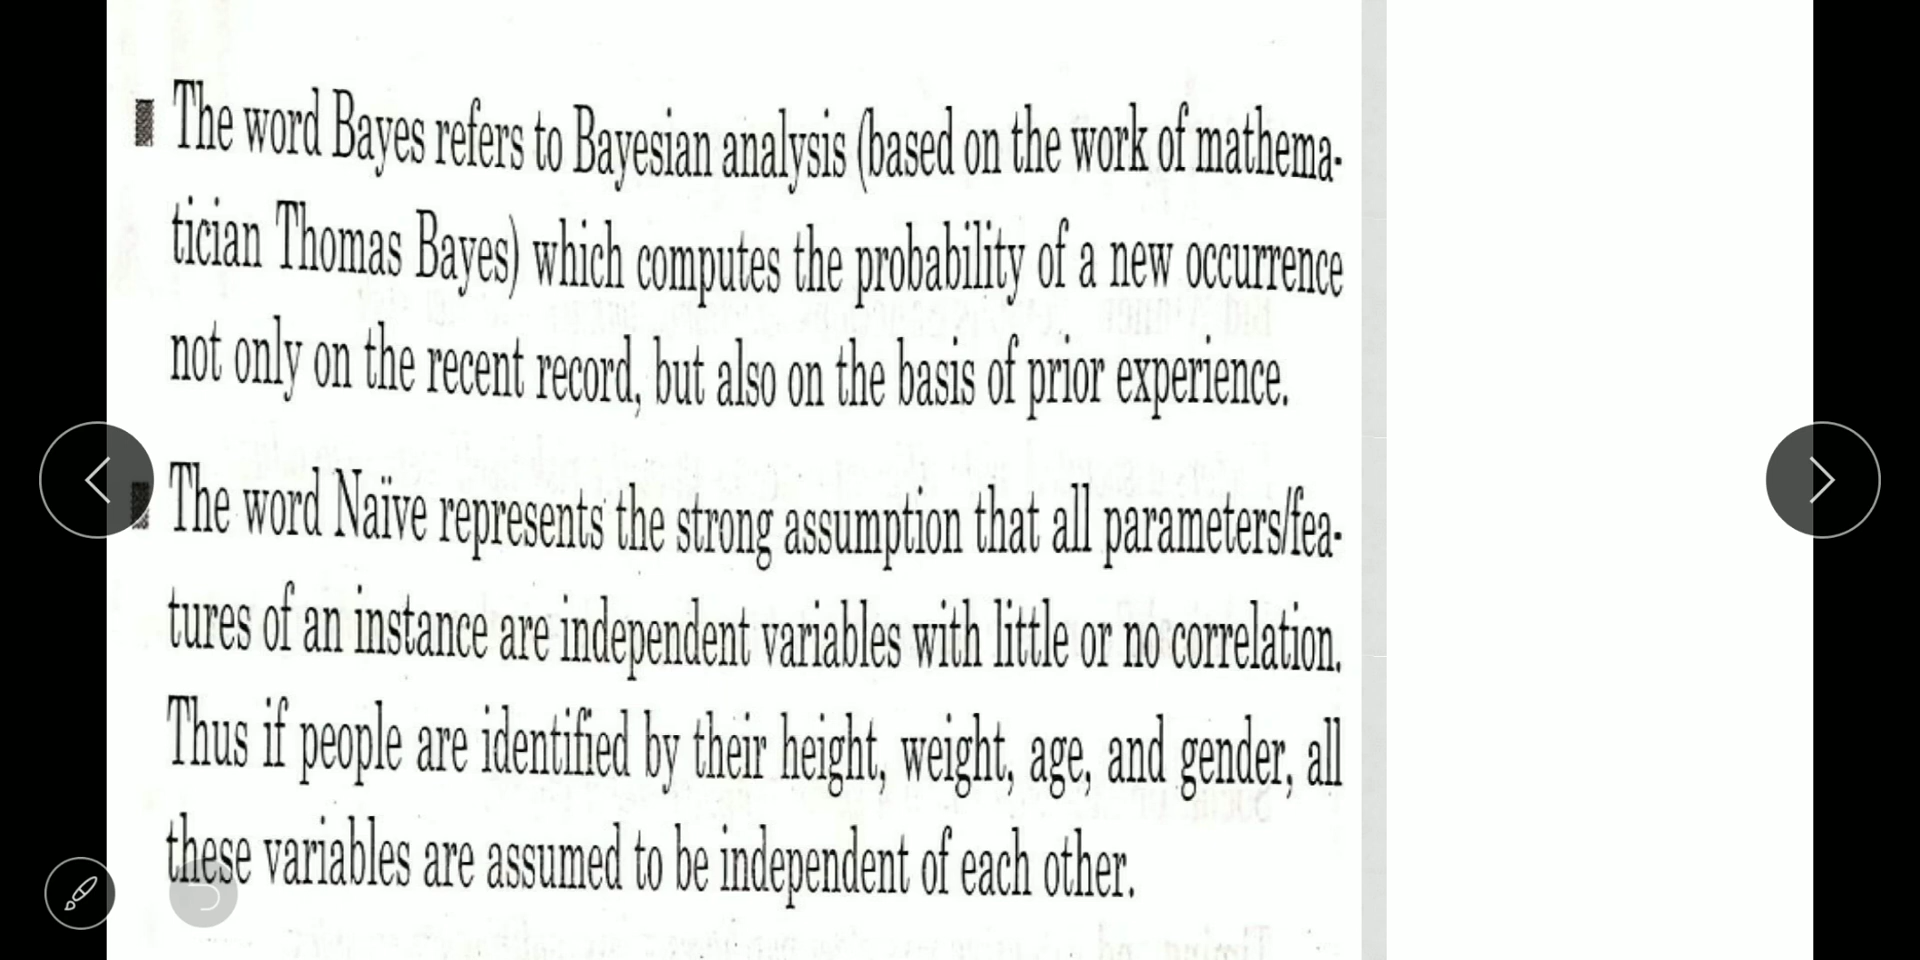 The word Bayes refers to Bayesian analysis (based on the work of mathema-
tician Thomas Bayes) which computes the probability of a new occurrence
not only on the recent record, but also on the basis of prior experience.
The word Naïve represents the strong assumption that all parameters/fea-
tures of an instance are independent variables with little or no correlation.
Thus if people are identified by their height, weight, age, and gender, all
these variables are assumed to be independent of each other.